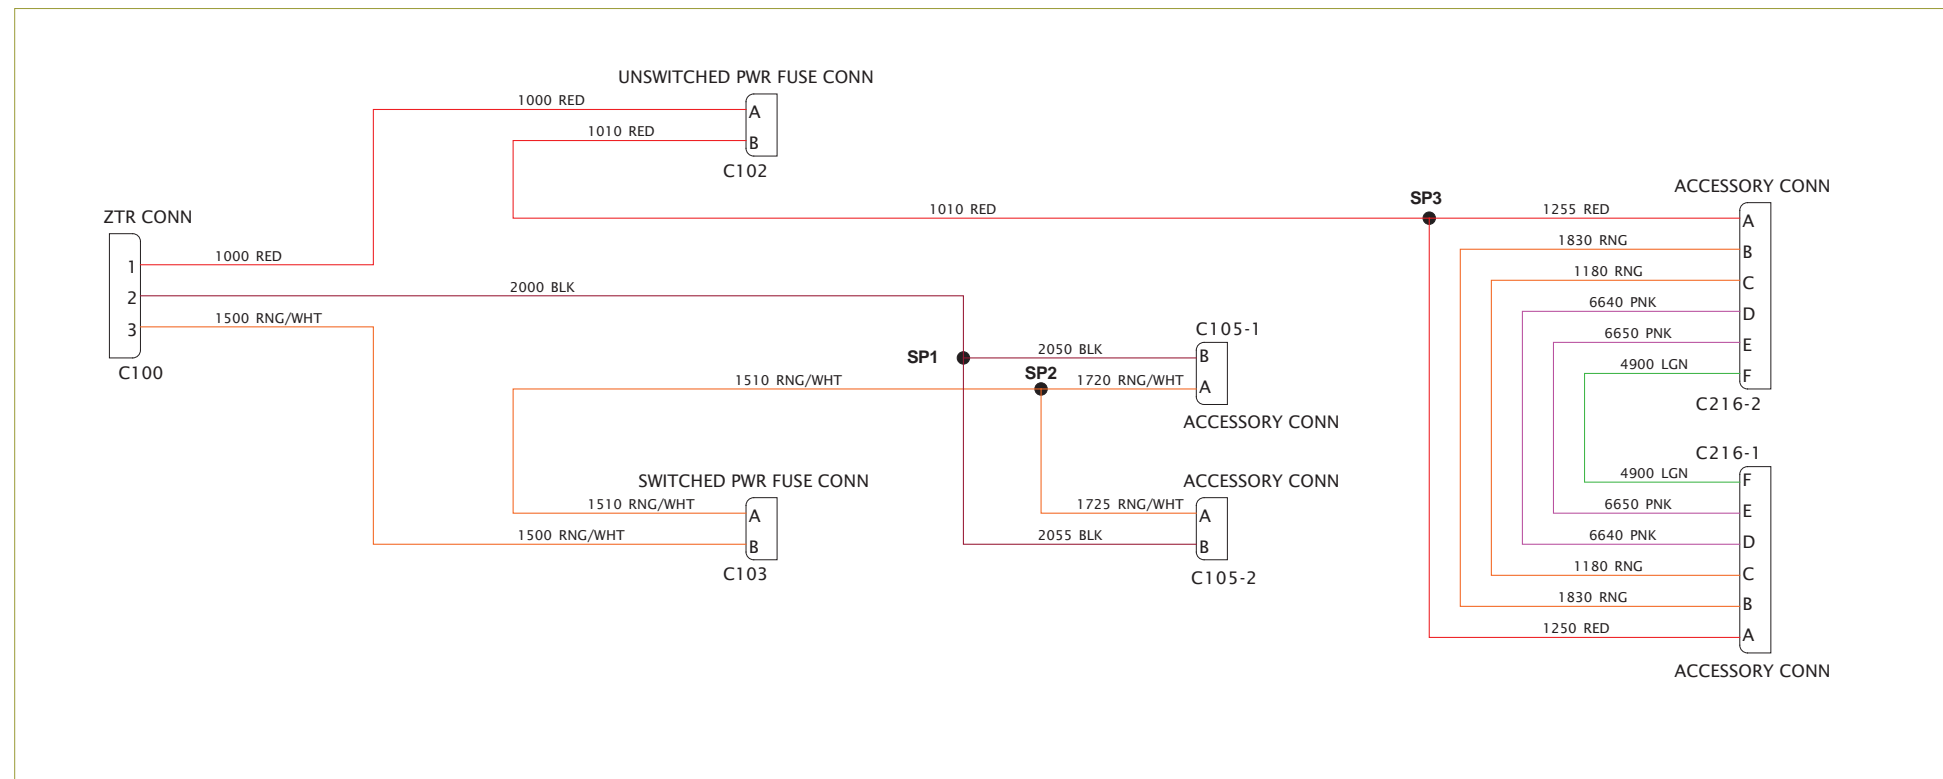 UNSWITCHED PWR FUSE CONN
1000 RED
A
1010 RED
B
C102
ZTR CONN
1000 RED
1
2000 BLK
2
1500 RNG/WHT
3
C100
1010 RED
SP3
ACCESSORY CONN
1255 RED
A
1830 RNG
B
1180 RNG
C
6640 PNK
D
6650 PNK
E
4900 LGN
F
C216-2
C105-1
SP1
2050 BLK
B
1510 RNG/WHT
SP2
1720 RNG/WHT
A
ACCESSORY CONN
SWITCHED PWR FUSE CONN
1510 RNG/WHT
A
1500 RNG/WHT
B
C103
ACCESSORY CONN
1725 RNG/WHT
A
2055 BLK
B
C105-2
C216-1
4900 LGN
F
6650 PNK
E
6640 PNK
D
1180 RNG
C
1830 RNG
B
1250 RED
A
ACCESSORY CONN